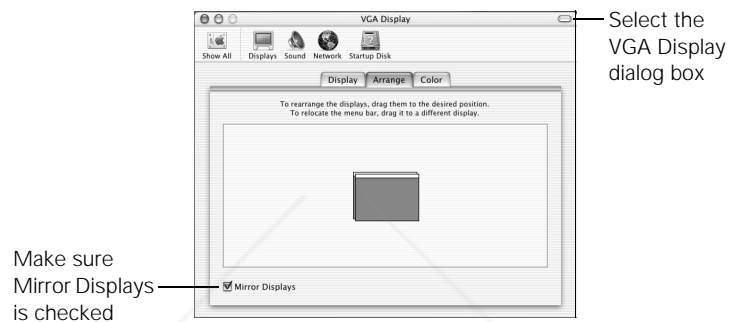 VGA Display
Select the
VGA Display
dialog box
Show All Displays Sound Network Startup Disk
Display Arrange Color
To rearrange the displays, drag them to the desired position.
To relocate the menu bar, drag it to a different display.
Make sure
Mirror Displays
is checked
Mirror Displays